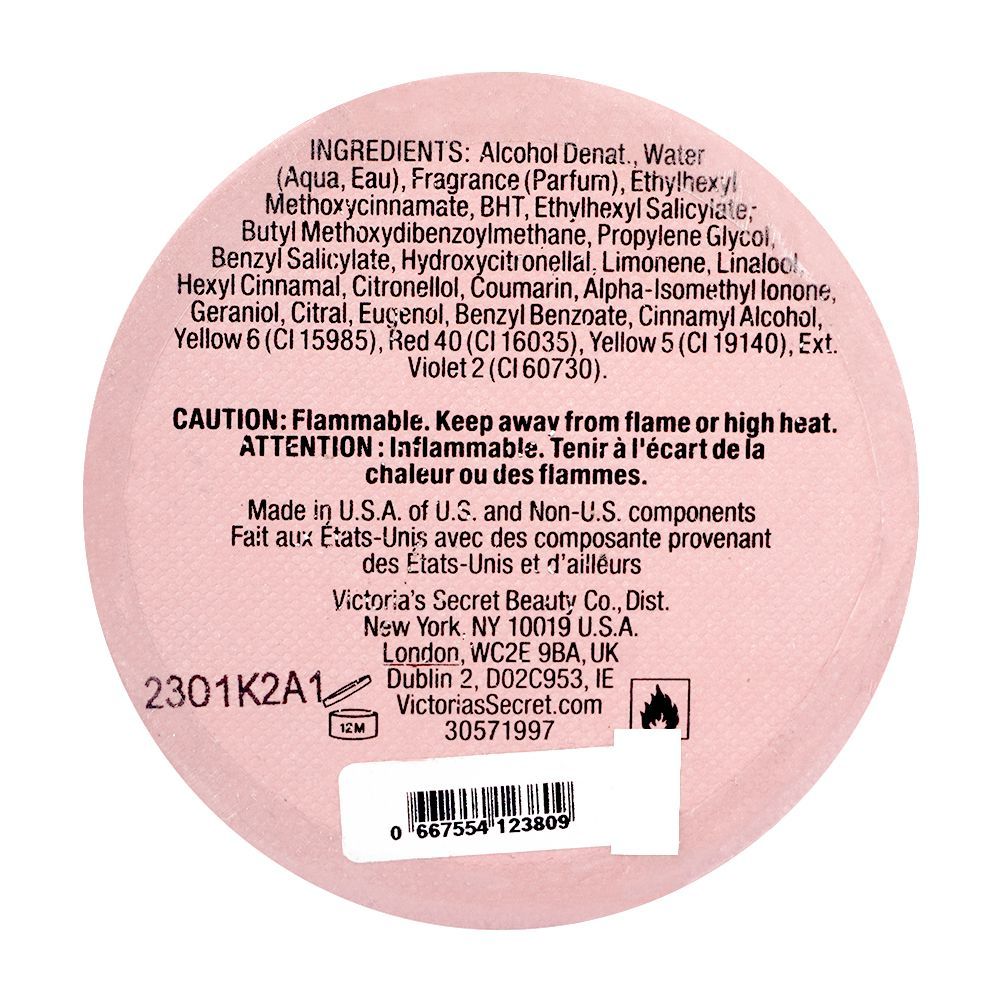 INGREDIENTS: Alcohol Denat., Water
(Aqua, Eau), Fragrance (Parfum), Ethylhexyl
Methoxycinnamate, BHT, Ethylhexyl Salicylate,
Butyl Methoxydibenzoylmethane, Propylene Glycol,
Benzyl Salicylate, Hydroxycitronellal, Limonene, Linalool,
Hexyl Cinnamal, Citronellol, Coumarin, Alpha-Isomethyl Ionone,
Geraniol, Citral, Eugenol, Benzyl Benzoate, Cinnamyl Alcohol,
Yellow 6 (CI 15985), Red 40 (CI 16035), Yellow 5 (CI 19140), Ext.
Violet 2 (CI 60730).
CAUTION: Flammable. Keep away from flame or high heat.
ATTENTION : Inflammable. Tenir à l'écart de la
chaleur ou des flammes.
Made in U.S.A. of U.S. and Non-U.S. components
Fait aux États-Unis avec des composante provenant
des États-Unis et d'ailleurs
Victoria's Secret Beauty Co., Dist.
New York, NY 10019 U.S.A.
London, WC2E 9BA, UK
Dublin 2, D02C953, IE
VictoriasSecret.com
30571997
2301K2A1
12M
0 667554 123809